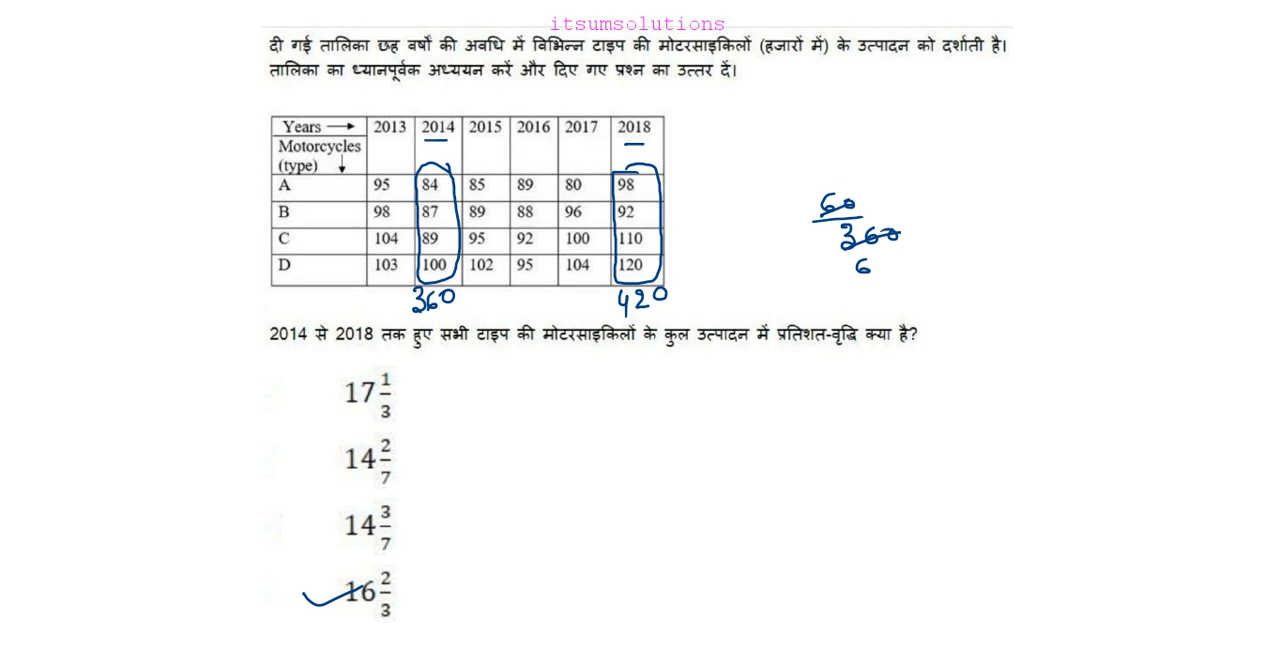 itsumsolutions
दी गई तालिका छह वर्षों की अवधि में विभिन्न टाइप की मोटरसाइकिलों (हजारों में) के उत्पादन को दर्शाती है।
तालिका का ध्यानपूर्वक अध्ययन करें और दिए गए प्रश्न का उत्तर दें।
Years → 2013 2014 2015 2016 2017 2018
Motorcycles
(type) ↓
A 95 84 85 89 80 98
B 98 87 89 88 96 92
C 104 89 95 92 100 110
D 103 100 102 95 104 120
360 420
60
360
6
2014 से 2018 तक हुए सभी टाइप की मोटरसाइकिलों के कुल उत्पादन में प्रतिशत-वृद्धि क्या है?
17 1/3
14 2/7
14 3/7
16 2/3